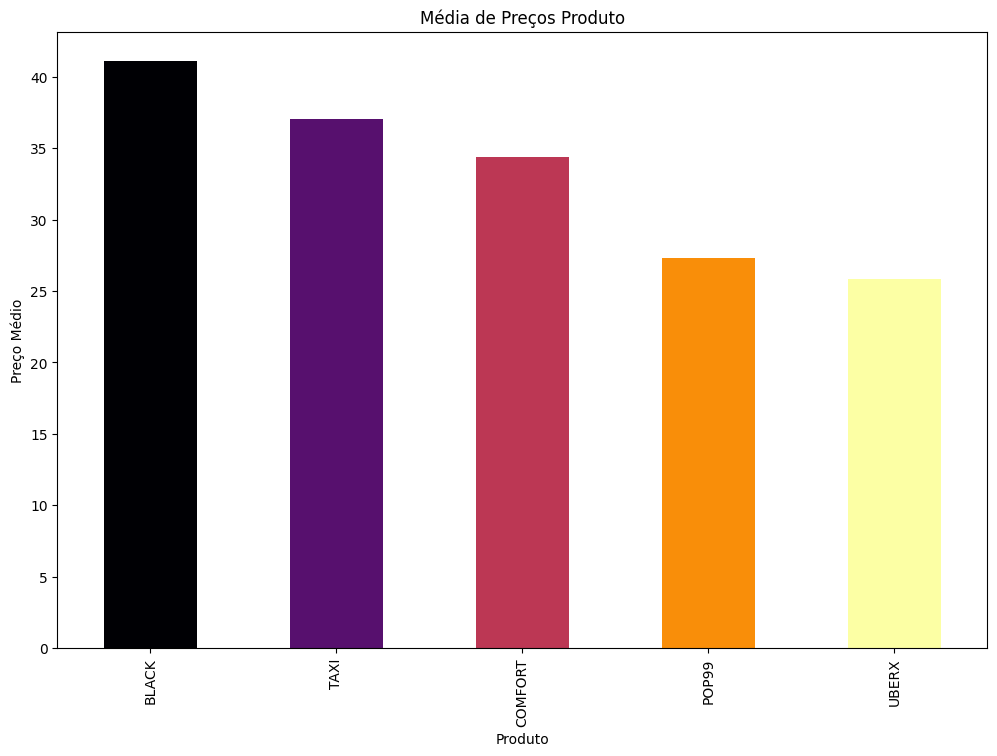 Média de Preços Produto
Preço Médio
40
35
30
25
20
15
10
5
0
BLACK
TAXI
COMFORT
POP99
UBERX
Produto